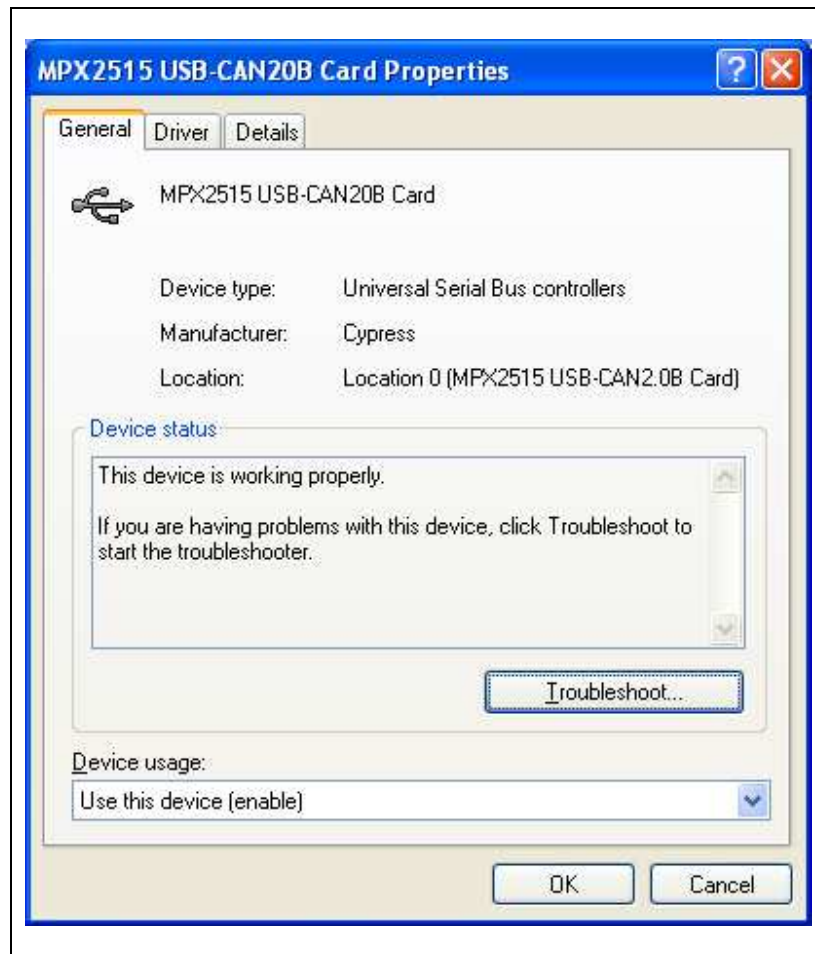 MPX2515 USB-CAN20B Card Properties
General Driver Details
MPX2515 USB-CAN20B Card
Device type: Universal Serial Bus controllers
Manufacturer: Cypress
Location: Location 0 (MPX2515 USB-CAN2.0B Card)
Device status
This device is working properly.
If you are having problems with this device, click Troubleshoot to
start the troubleshooter.
Troubleshoot...
Device usage:
Use this device (enable)
OK Cancel